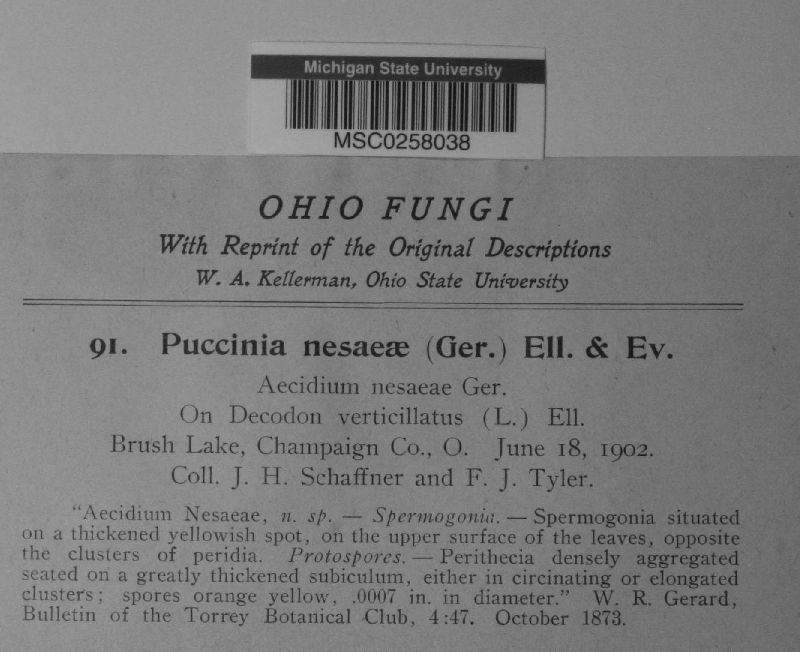 Michigan State University
MSC0258038
OHIO FUNGI
With Reprint of the Original Descriptions
W. A. Kellerman, Ohio State University
91. Puccinia nesaeæ (Ger.) Ell. & Ev.
Aecidium nesaeae Ger.
On Decodon verticillatus (L.) Ell.
Brush Lake, Champaign Co., O. June 18, 1902.
Coll. J. H. Schaffner and F. J. Tyler.
"Aecidium Nesaeae, n. sp. — Spermogonia. — Spermogonia situated
on a thickened yellowish spot, on the upper surface of the leaves, opposite
the clusters of peridia. Protospores. — Perithecia densely aggregated
seated on a greatly thickened subiculum, either in circinating or elongated
clusters; spores orange yellow, .0007 in. in diameter." W. R. Gerard,
Bulletin of the Torrey Botanical Club, 4:47. October 1873.